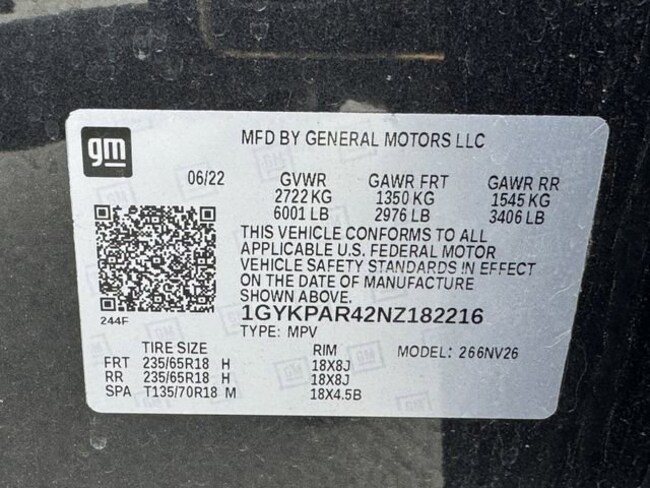 gm
MFD BY GENERAL MOTORS LLC
06/22 GVWR GAWR FRT GAWR RR
2722 KG 1350 KG 1545 KG
6001 LB 2976 LB 3406 LB
THIS VEHICLE CONFORMS TO ALL
APPLICABLE U.S. FEDERAL MOTOR
VEHICLE SAFETY STANDARDS IN EFFECT
ON THE DATE OF MANUFACTURE
SHOWN ABOVE.
244F
1GYKPAR42NZ182216
TYPE: MPV
TIRE SIZE RIM MODEL: 266NV26
FRT 235/65R18 H 18X8J
RR 235/65R18 H 18X8J
SPA T135/70R18 M 18X4.5B